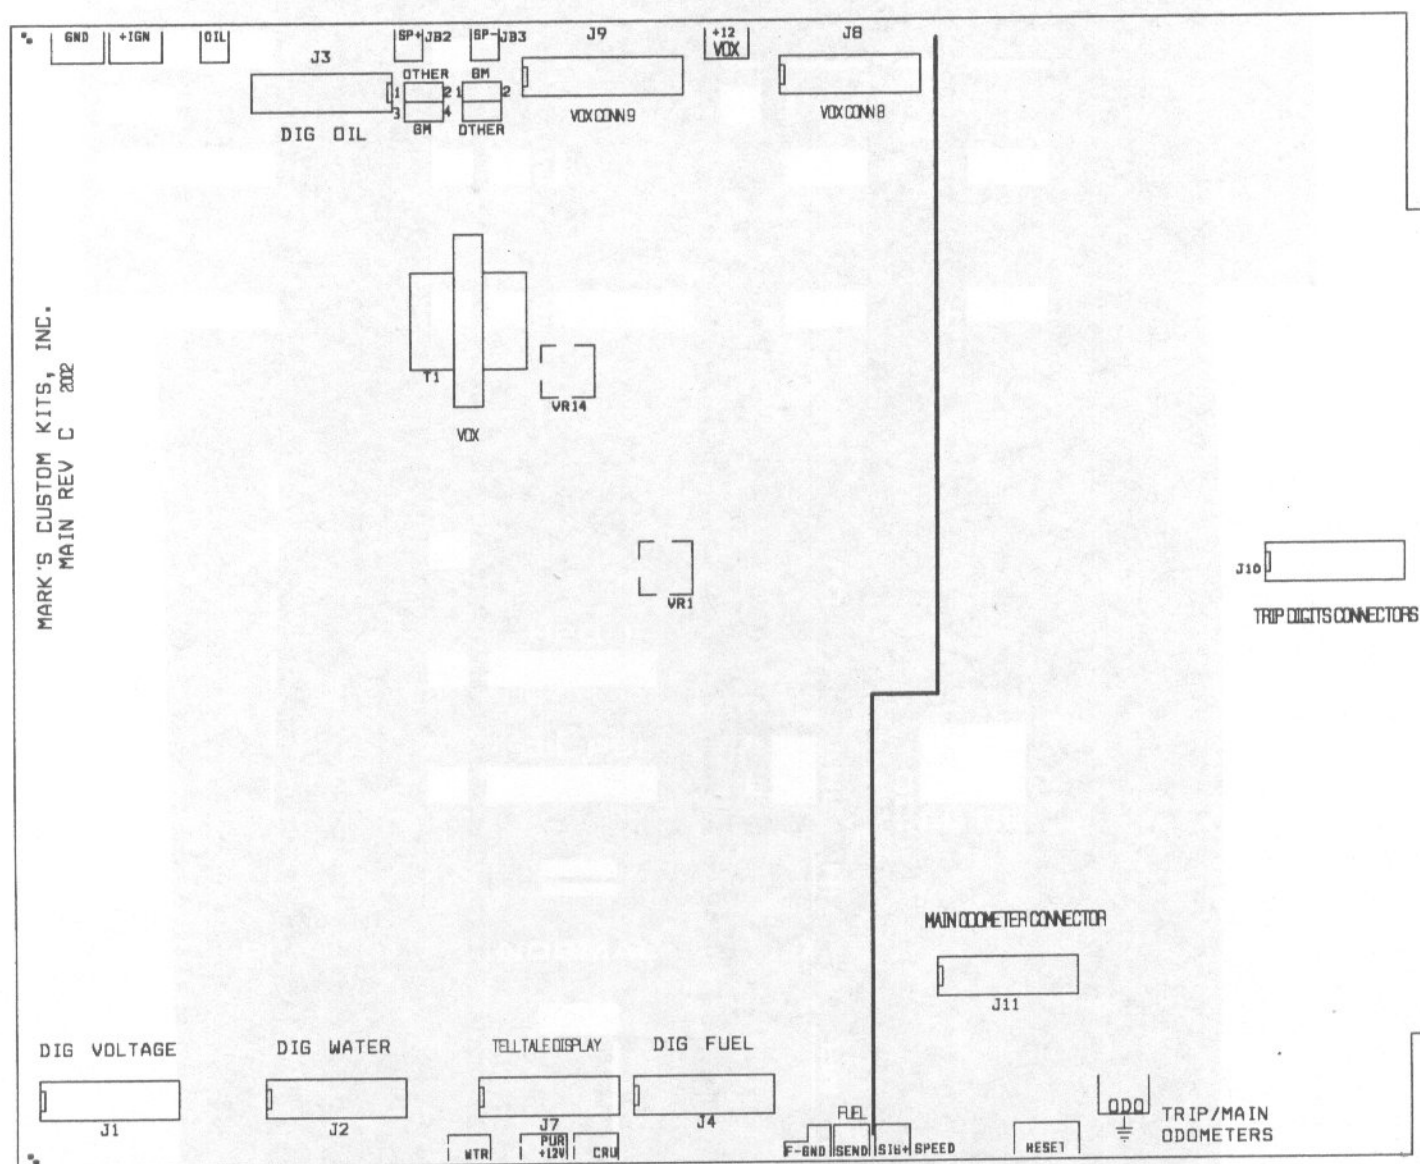 GND
+IGN
OIL
SP+
JB2
SP-
JB3
J9
+12
VOX
J8
J3
OTHER
GM
1
2
1
2
3
4
GM
OTHER
DIG OIL
VOX CONN 9
VOX CONN 8
MARK'S CUSTOM KITS, INC.
MAIN REV C 2002
T1
VR14
VOX
VR1
J10
TRIP DIGITS CONNECTORS
MAIN ODOMETER CONNECTOR
J11
DIG VOLTAGE
DIG WATER
TELLTALE DISPLAY
DIG FUEL
J1
J2
J7
J4
WTR
PUR
+12V
CRU
FUEL
F-GND
SEND
SIG+
SPEED
RESET
ODO
TRIP/MAIN
ODOMETERS